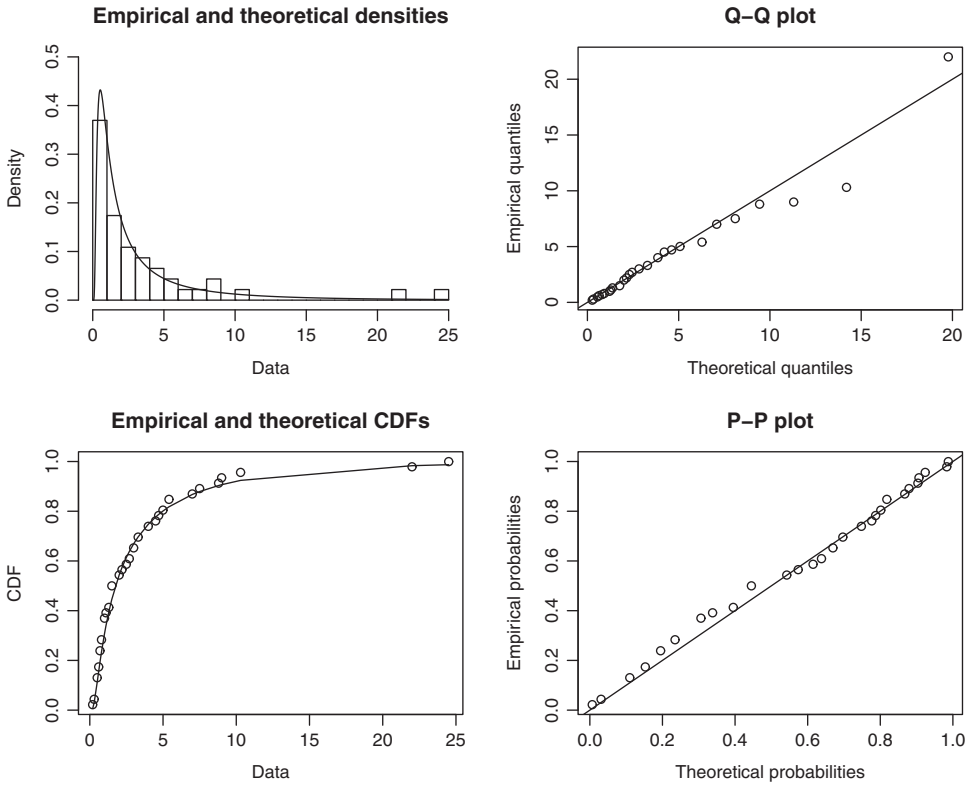 Empirical and theoretical densities
Density
0.0 0.1 0.2 0.3 0.4 0.5
0 5 10 15 20 25
Data
Q−Q plot
Empirical quantiles
0 5 10 15 20
0 5 10 15 20
Theoretical quantiles
Empirical and theoretical CDFs
CDF
0.0 0.2 0.4 0.6 0.8 1.0
0 5 10 15 20 25
Data
P−P plot
Empirical probabilities
0.0 0.2 0.4 0.6 0.8 1.0
0.0 0.2 0.4 0.6 0.8 1.0
Theoretical probabilities